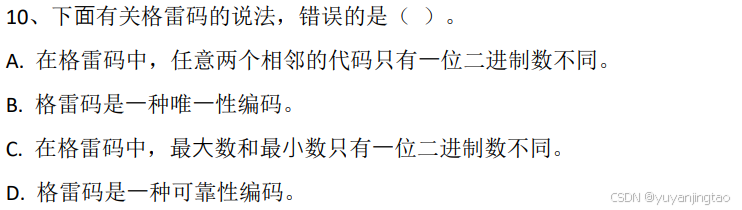 10、下面有关格雷码的说法，错误的是（ ）。
A. 在格雷码中，任意两个相邻的代码只有一位二进制数不同。
B. 格雷码是一种唯一性编码。
C. 在格雷码中，最大数和最小数只有一位二进制数不同。
D. 格雷码是一种可靠性编码。
CSDN @yuyanjingtao